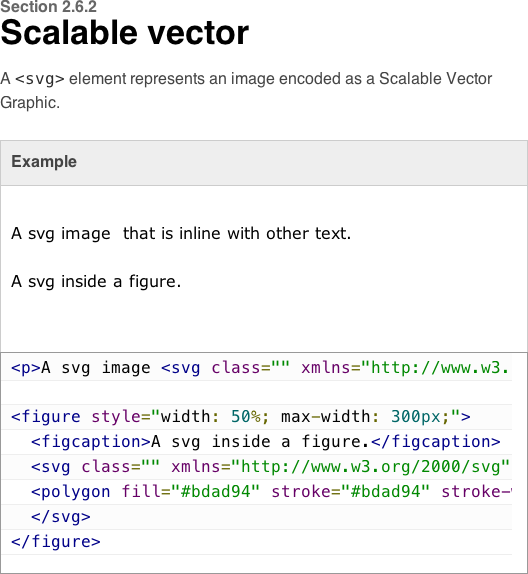 Section 2.6.2
Scalable vector
A <svg> element represents an image encoded as a Scalable Vector
Graphic.
Example
A svg image  that is inline with other text.
A svg inside a figure.
<p>A svg image <svg class="" xmlns="http://www.w3.
<figure style="width: 50%; max-width: 300px;">
  <figcaption>A svg inside a figure.</figcaption>
  <svg class="" xmlns="http://www.w3.org/2000/svg"
  <polygon fill="#bdad94" stroke="#bdad94" stroke-
  </svg>
</figure>